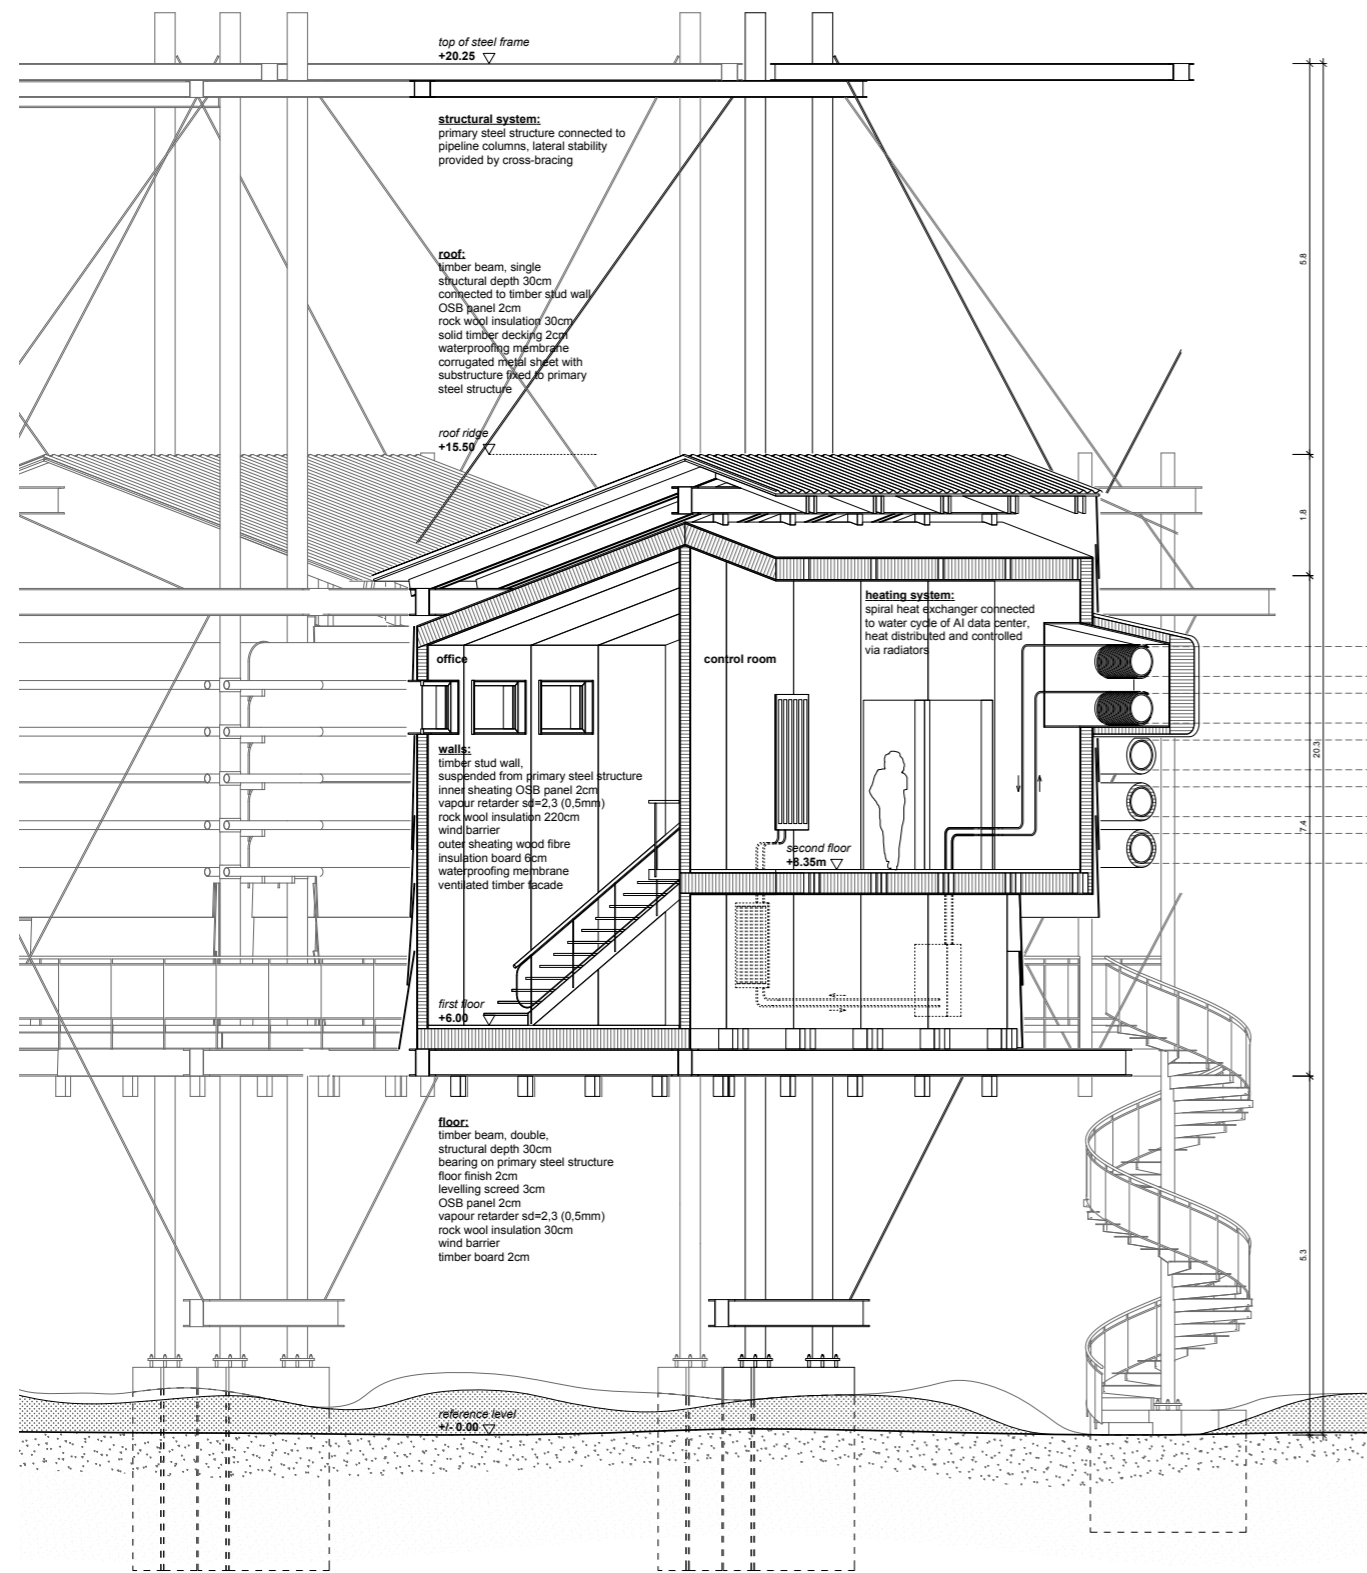 top of steel frame
+20.25
structural system:
primary steel structure connected to
pipeline columns, lateral stability
provided by cross-bracing
roof:
timber beam, single
structural depth 30cm
connected to timber stud wall
OSB panel 2cm
rock wool insulation 30cm
solid timber decking 2cm
waterproofing membrane
corrugated metal sheet with
substructure fixed to primary
steel structure
roof ridge
+15.50
heating system:
spiral heat exchanger connected
to water cycle of AI data center,
heat distributed and controlled
via radiators
office
control room
walls:
timber stud wall,
suspended from primary steel structure
inner sheating OSB panel 2cm
vapour retarder sd=2,3 (0,5mm)
rock wool insulation 220cm
wind barrier
outer sheating wood fibre
insulation board 6cm
waterproofing membrane
ventilated timber facade
second floor
+8.35m
first floor
+6.00
floor:
timber beam, double,
structural depth 30cm
bearing on primary steel structure
floor finish 2cm
levelling screed 3cm
OSB panel 2cm
vapour retarder sd=2,3 (0,5mm)
rock wool insulation 30cm
wind barrier
timber board 2cm
reference level
+/- 0.00
5.8
1.8
7.4
20.3
5.3